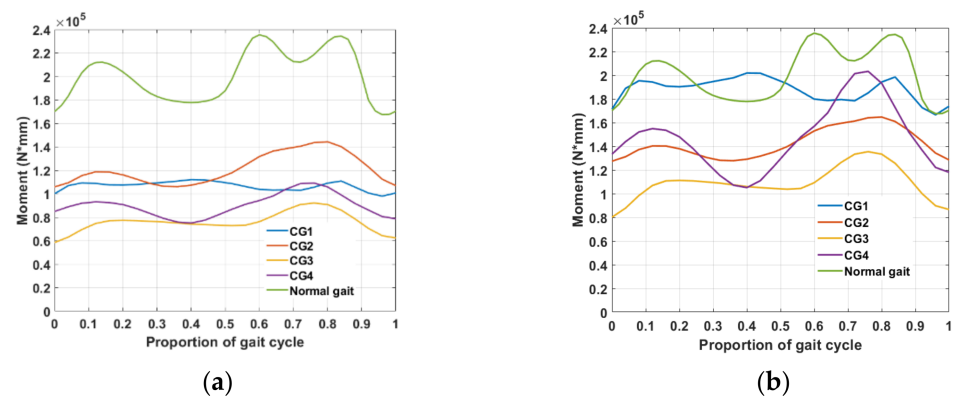 ×10⁵
2.4
2.2
2
1.8
1.6
1.4
1.2
1
0.8
0.6
0.4
0.2
0
Moment (N*mm)
CG1
CG2
CG3
CG4
Normal gait
0 0.1 0.2 0.3 0.4 0.5 0.6 0.7 0.8 0.9 1
Proportion of gait cycle
(a)
×10⁵
2.4
2.2
2
1.8
1.6
1.4
1.2
1
0.8
0.6
0.4
0.2
0
Moment (N*mm)
CG1
CG2
CG3
CG4
Normal gait
0 0.1 0.2 0.3 0.4 0.5 0.6 0.7 0.8 0.9 1
Proportion of gait cycle
(b)